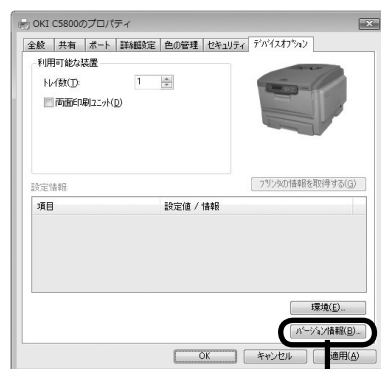 OKI C5800のプロパティ
全般 共有 ポート 詳細設定 色の管理 セキュリティ デバイスオプション
利用可能な装置
トレイ数(T): 1
両面印刷ユニット(D)
設定情報
プリンタの情報を取得する(G)
項目 設定値 / 情報
環境(E)...
バージョン情報(B)...
OK キャンセル 適用(A)